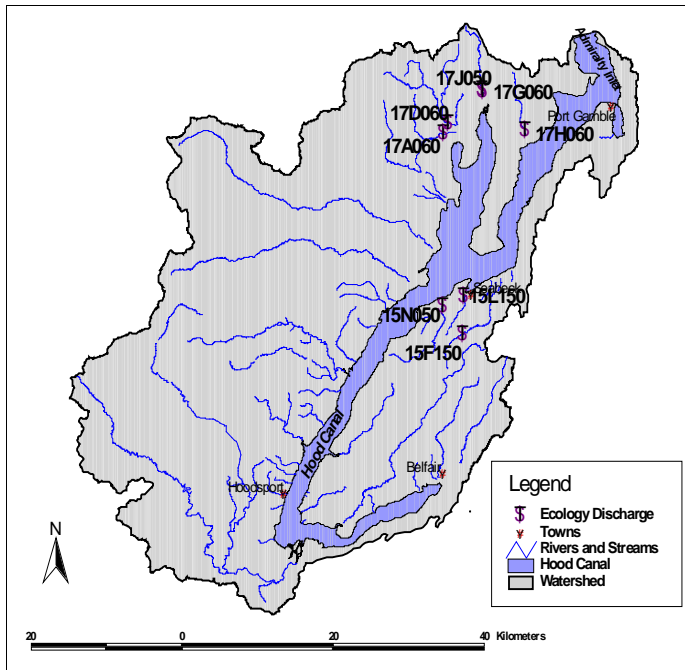 Admiralty Inlet
17J050
17G060
17D060
Port Gamble
17A060
17H060
Seabeck
15L150
15N050
15F150
Hood Canal
Belfair
Hoodsport
N
Legend
Ecology Discharge
Towns
Rivers and Streams
Hood Canal
Watershed
20 0 20 40 Kilometers